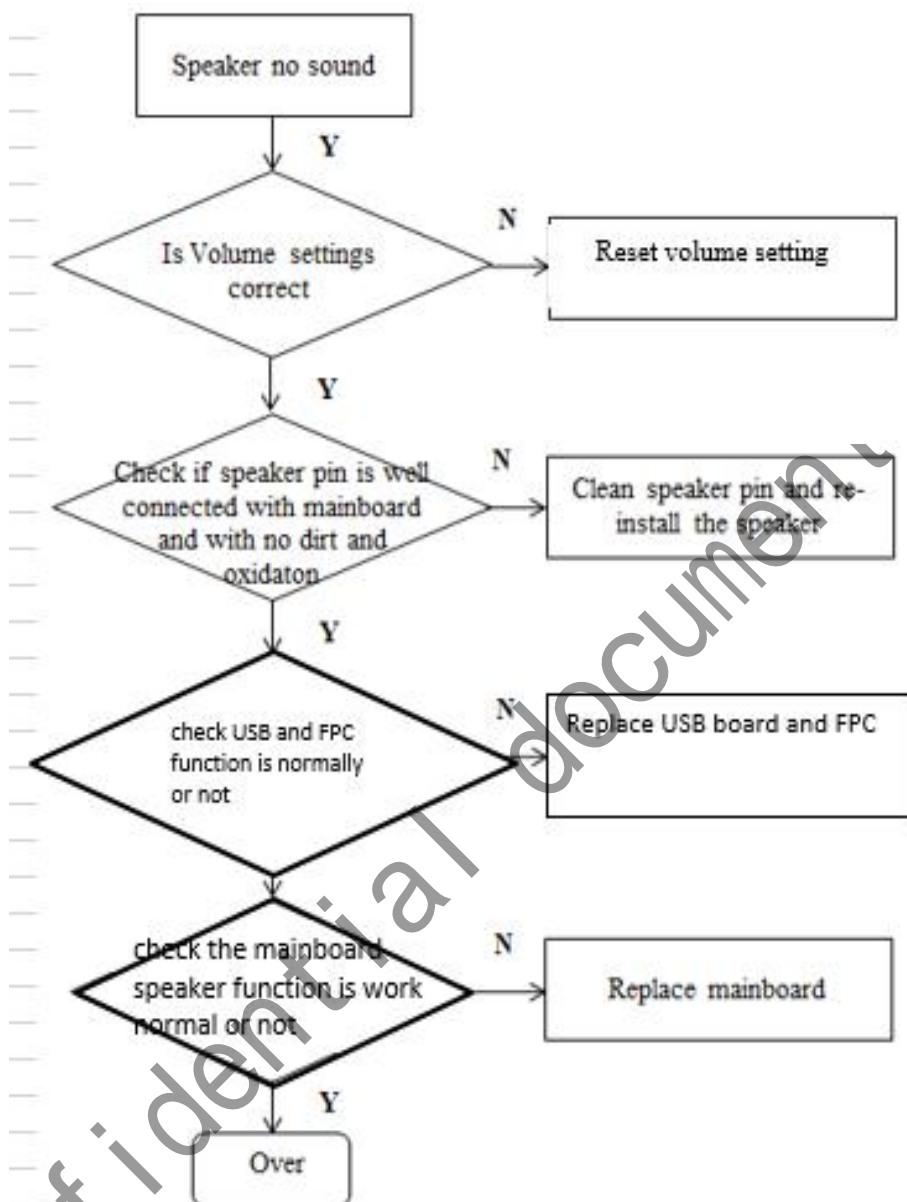 Speaker no sound
Y
Is Volume settings
correct
N
Reset volume setting
Y
Check if speaker pin is well
connected with mainboard
and with no dirt and
oxidaton
N
Clean speaker pin and re-
install the speaker
Y
check USB and FPC
function is normally
or not
N
Replace USB board and FPC
check the mainboard
speaker function is work
normal or not
N
Replace mainboard
Y
Over
fidential document